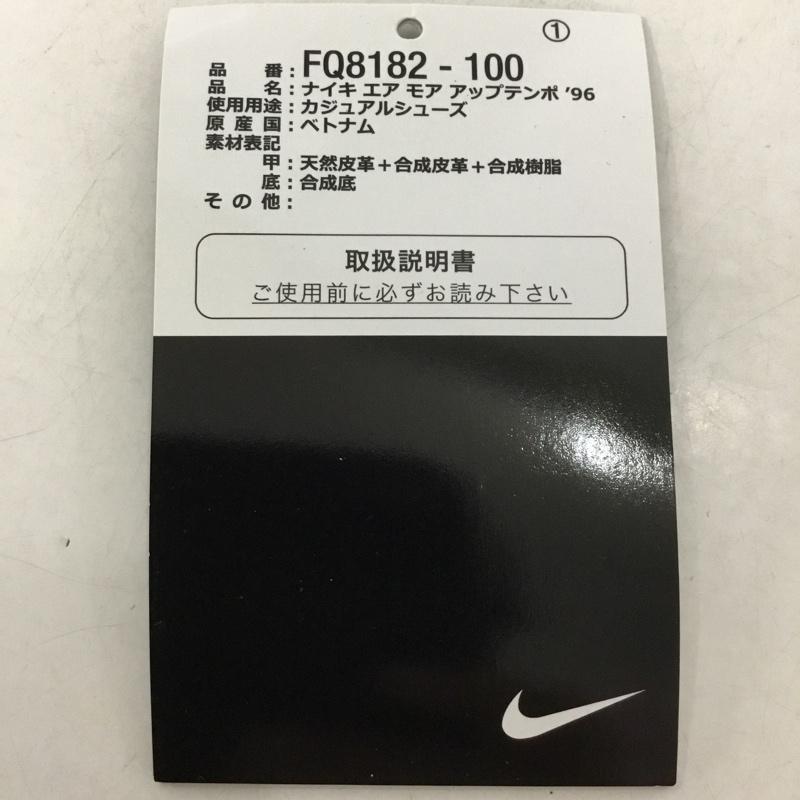 ①
品番：FQ8182 - 100
品名：ナイキ エア モア アップテンポ ’96
使用用途：カジュアルシューズ
原産国：ベトナム
素材表記
甲：天然皮革＋合成皮革＋合成樹脂
底：合成底
その他：
取扱説明書
ご使用前に必ずお読み下さい